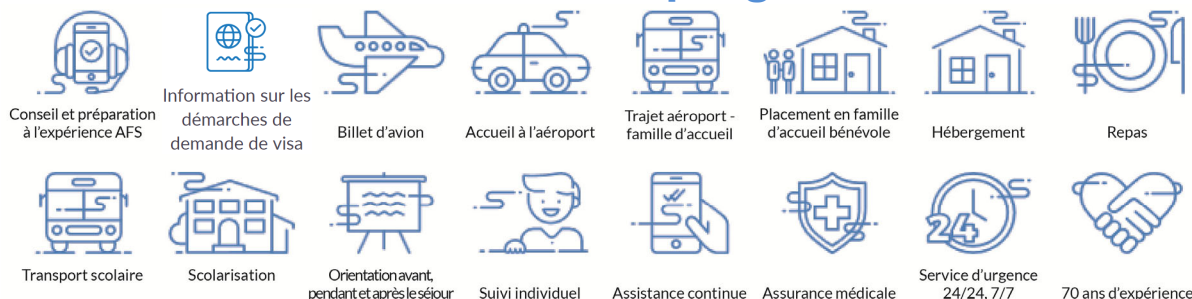 Conseil et préparation
à l'expérience AFS
Information sur les
démarches de
demande de visa
Billet d'avion
Accueil à l'aéroport
Trajet aéroport -
famille d'accueil
Placement en famille
d'accueil bénévole
Hébergement
Repas
Transport scolaire
Scolarisation
Orientation avant,
pendant et après le séjour
Suivi individuel
Assistance continue
Assurance médicale
24
Service d'urgence
24/24, 7/7
70 ans d'expérience